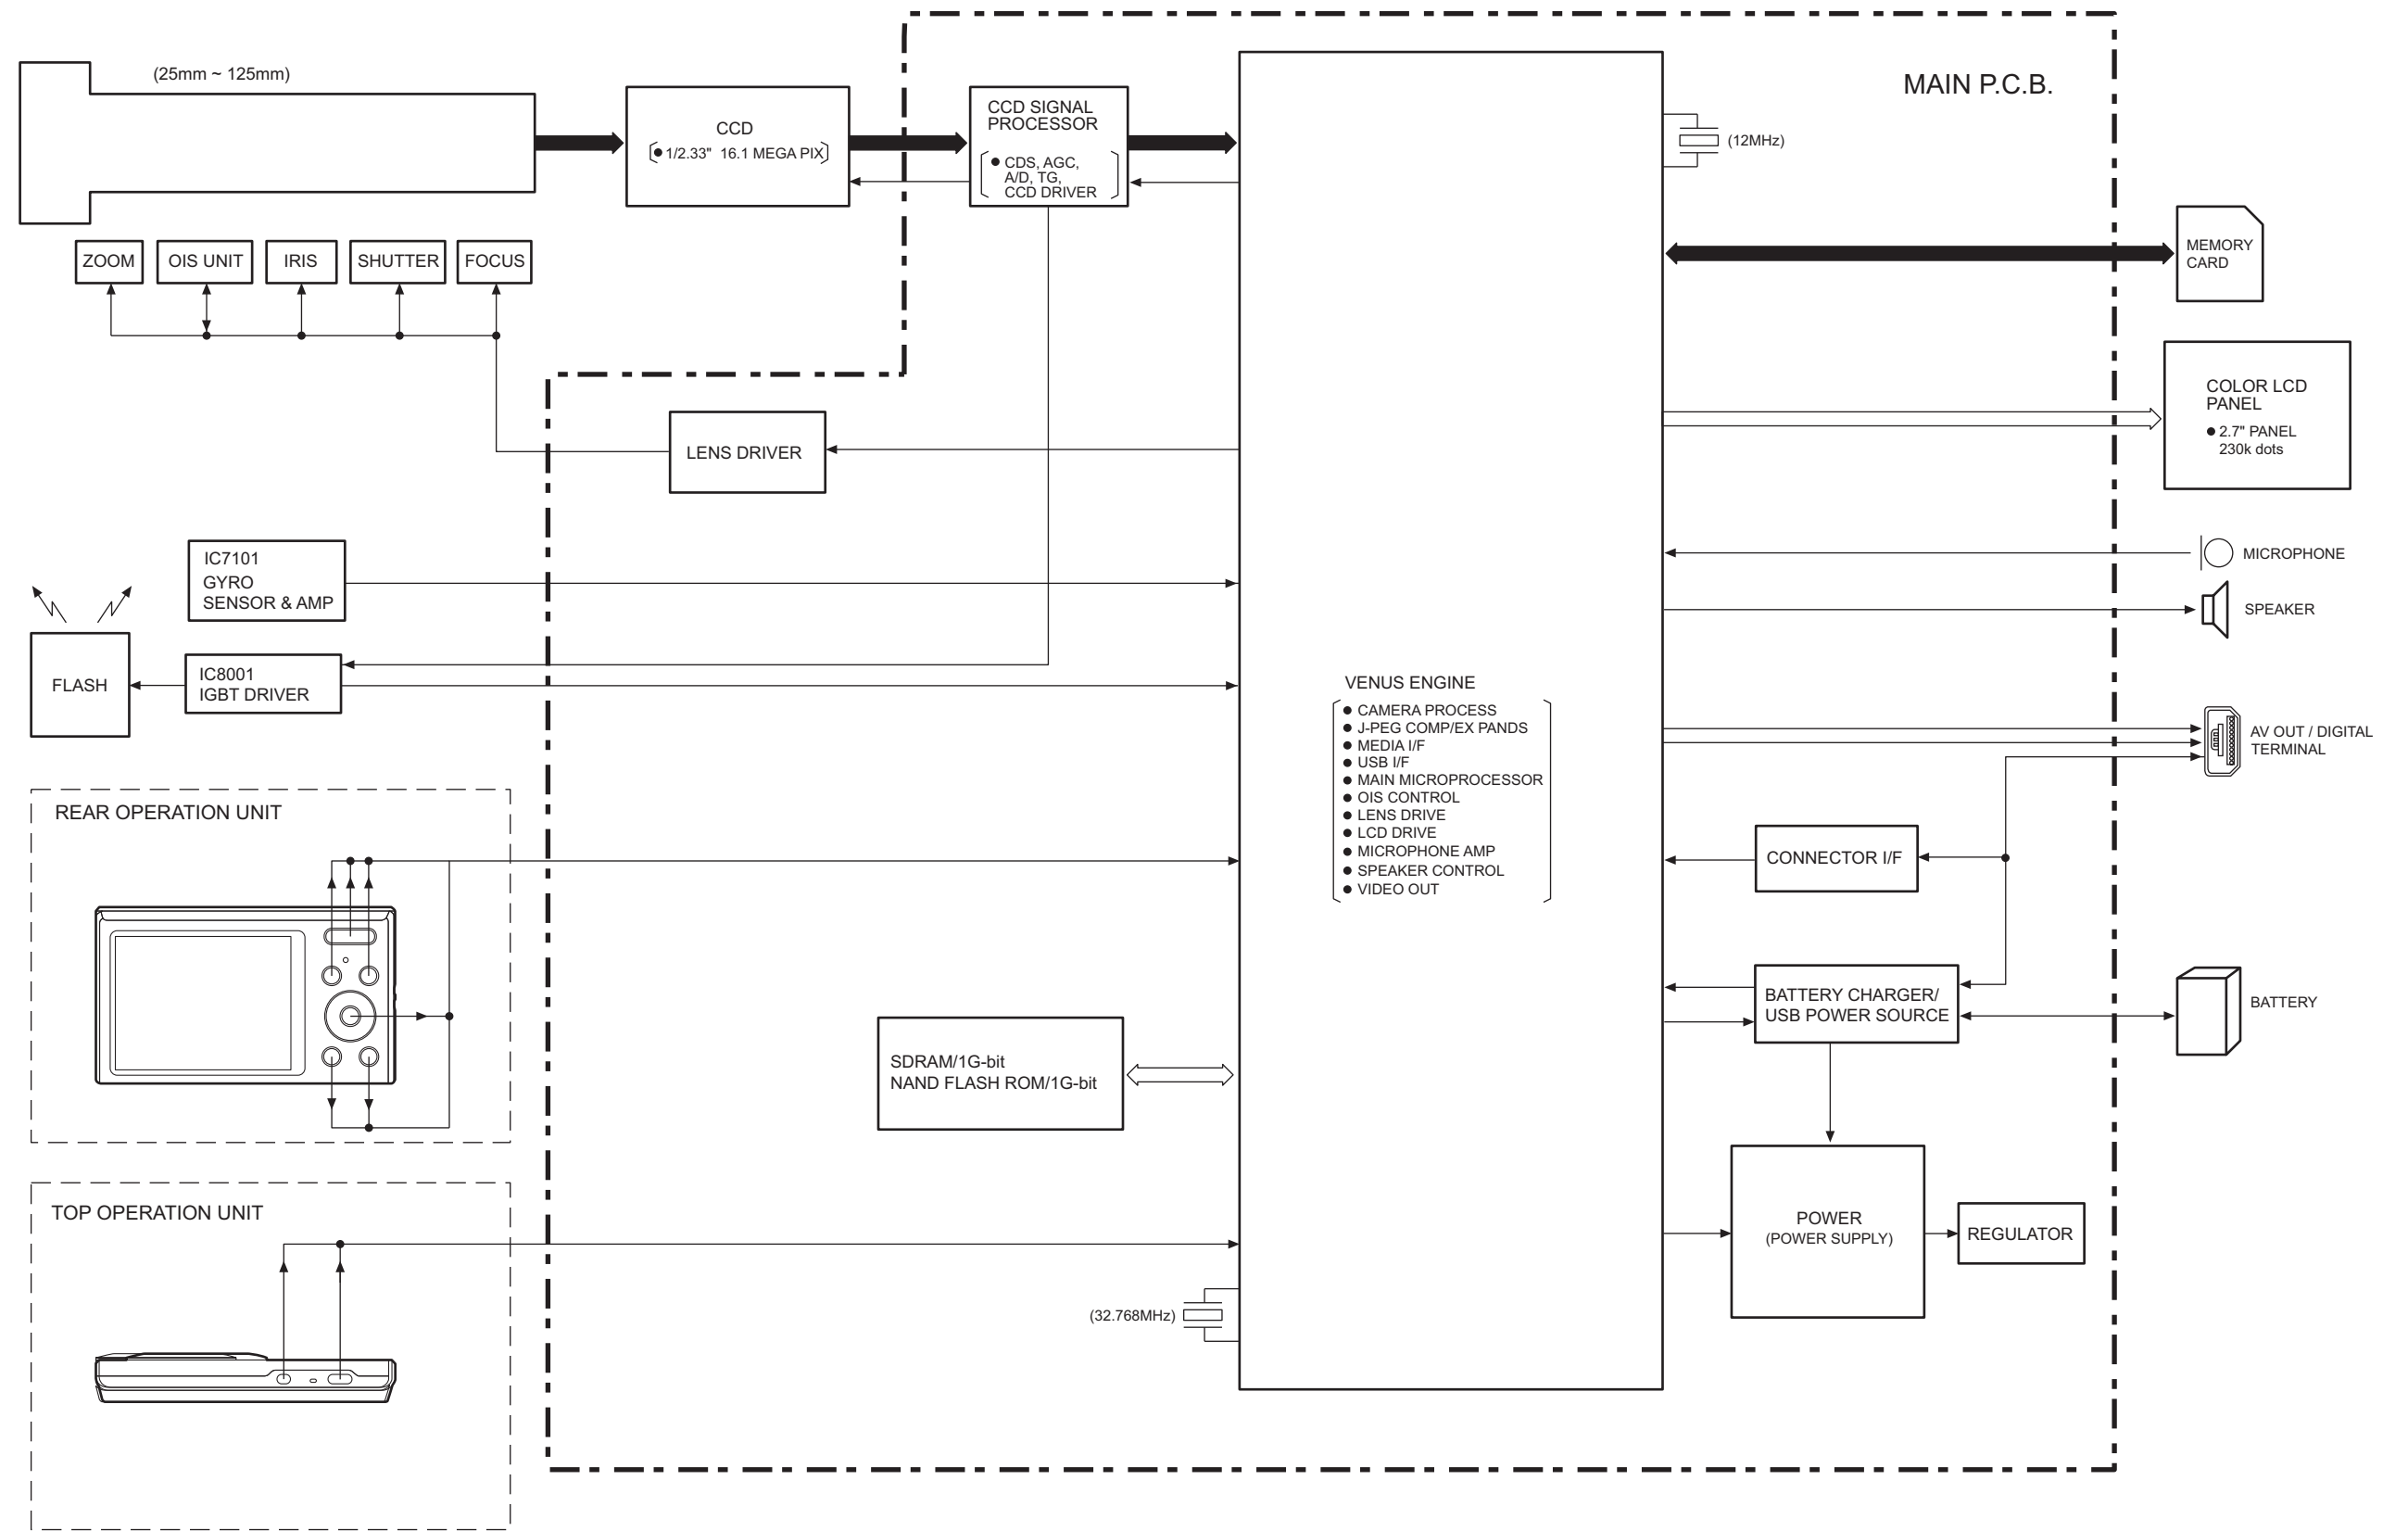 MAIN P.C.B.
(25mm ~ 125mm)
CCD
● 1/2.33" 16.1 MEGA PIX
CCD SIGNAL
PROCESSOR
● CDS, AGC,
A/D, TG,
CCD DRIVER
(12MHz)
MEMORY
CARD
ZOOM
OIS UNIT
IRIS
SHUTTER
FOCUS
COLOR LCD
PANEL
● 2.7" PANEL
230k dots
LENS DRIVER
MICROPHONE
SPEAKER
IC7101
GYRO
SENSOR & AMP
FLASH
IC8001
IGBT DRIVER
VENUS ENGINE
● CAMERA PROCESS
● J-PEG COMP/EX PANDS
● MEDIA I/F
● USB I/F
● MAIN MICROPROCESSOR
● OIS CONTROL
● LENS DRIVE
● LCD DRIVE
● MICROPHONE AMP
● SPEAKER CONTROL
● VIDEO OUT
AV OUT / DIGITAL
TERMINAL
CONNECTOR I/F
REAR OPERATION UNIT
BATTERY CHARGER/
USB POWER SOURCE
BATTERY
SDRAM/1G-bit
NAND FLASH ROM/1G-bit
TOP OPERATION UNIT
POWER
(POWER SUPPLY)
REGULATOR
(32.768MHz)